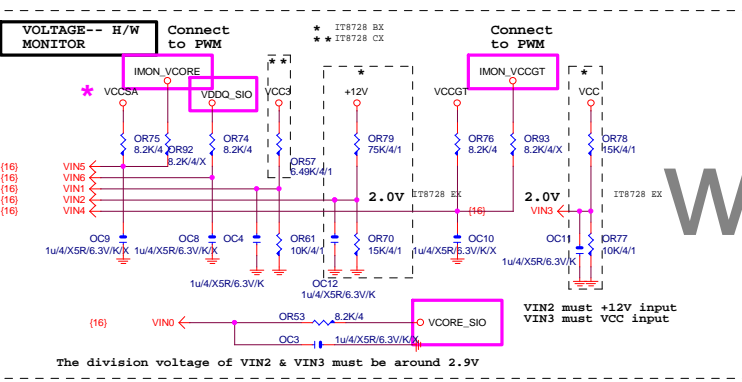 VOLTAGE-- H/W
MONITOR
Connect
to PWM
* IT8728 BX
* * IT8728 CX
Connect
to PWM
IMON_VCORE
* *
*
IMON_VCCGT
*
*
VCCSA
VDDQ_SIO
VCC3
+12V
VCCGT
VCC
OR75
8.2K/4
OR92
8.2K/4/X
OR74
8.2K/4
OR57
6.49K/4/1
OR79
75K/4/1
OR76
8.2K/4
OR93
8.2K/4/X
OR78
15K/4/1
{16} VIN5
{16} VIN6
{16} VIN1
{16} VIN2
{16} VIN4
2.0V
IT8728 EX
{16}
2.0V
VIN3
IT8728 EX
W
OC9
1u/4/X5R/6.3V/K/X
OC8
1u/4/X5R/6.3V/K/X
OC4
1u/4/X5R/6.3V/K
OR61
10K/4/1
OC12
1u/4/X5R/6.3V/K
OR70
15K/4/1
OC10
1u/4/X5R/6.3V/K/X
OC11
1u/4/X5R/6.3V/K
OR77
10K/4/1
{16} VIN0
OR53
8.2K/4
VCORE_SIO
OC3
1u/4/X5R/6.3V/K/X
VIN2 must +12V input
VIN3 must VCC input
The division voltage of VIN2 & VIN3 must be around 2.9V